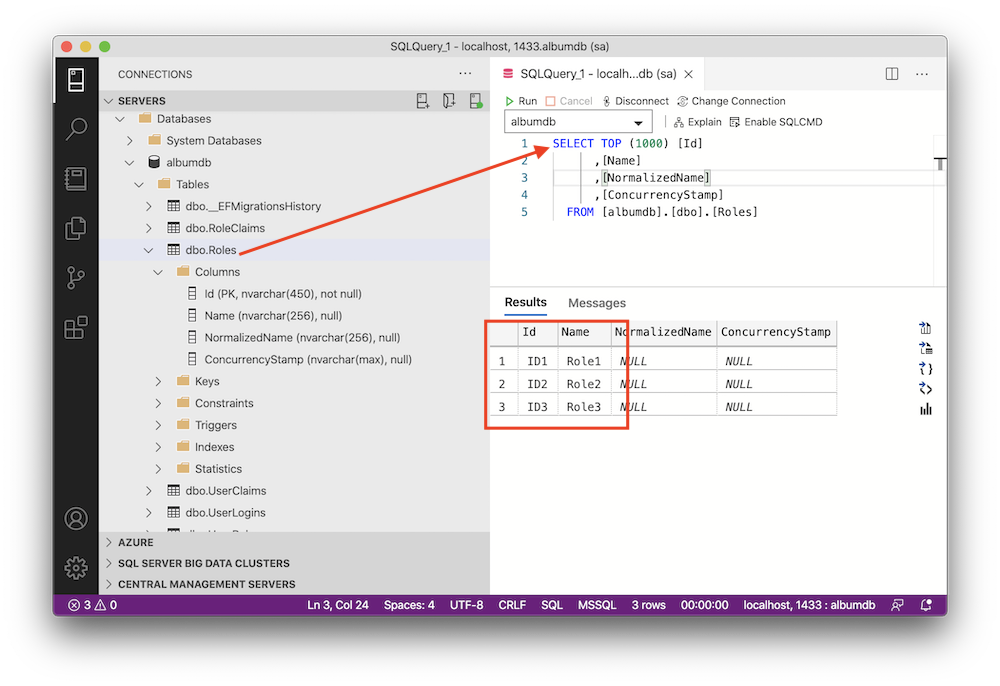 SQLQuery_1 - localhost, 1433.albumdb (sa)
CONNECTIONS
SERVERS
Databases
System Databases
albumdb
Tables
dbo.__EFMigrationsHistory
dbo.RoleClaims
dbo.Roles
Columns
Id (PK, nvarchar(450), not null)
Name (nvarchar(256), null)
NormalizedName (nvarchar(256), null)
ConcurrencyStamp (nvarchar(max), null)
Keys
Constraints
Triggers
Indexes
Statistics
dbo.UserClaims
dbo.UserLogins
AZURE
SQL SERVER BIG DATA CLUSTERS
CENTRAL MANAGEMENT SERVERS
SQLQuery_1 - localh...db (sa)
Run Cancel Disconnect Change Connection
albumdb Explain Enable SQLCMD
1 SELECT TOP (1000) [Id]
2 ,[Name]
3 ,[NormalizedName]
4 ,[ConcurrencyStamp]
5 FROM [albumdb].[dbo].[Roles]
Results Messages
Id Name NormalizedName ConcurrencyStamp
1 ID1 Role1 NULL NULL
2 ID2 Role2 NULL NULL
3 ID3 Role3 NULL NULL
3 0 Ln 3, Col 24 Spaces: 4 UTF-8 CRLF SQL MSSQL 3 rows 00:00:00 localhost, 1433 : albumdb